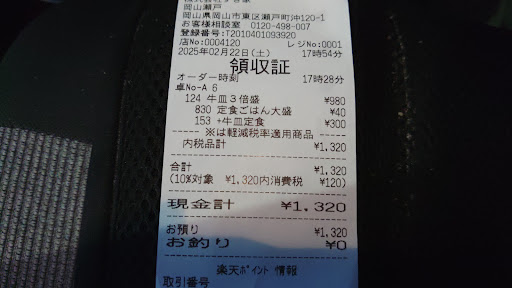 岡山瀬戸
岡山県岡山市東区瀬戸町沖120-1
お客様相談室 0120-498-007
登録番号:T2010401093920
店No:0004120 レジNo:0001
2025年02月22日(土) 17時54分
領収証
オーダー時刻 17時28分
卓No-A 6
124 牛皿３倍盛 ¥980
830 定食ごはん大盛 ¥40
153 +牛皿定食 ¥300
------ ※は軽減税率適用商品 ------
内税品計 ¥1,320
合計 ¥1,320
(10%対象 ¥1,320内消費税 ¥120)
現金計 ¥1,320
お預り ¥1,320
お釣り ¥0
楽天ﾎﾟｲﾝﾄ 情報
取引番号